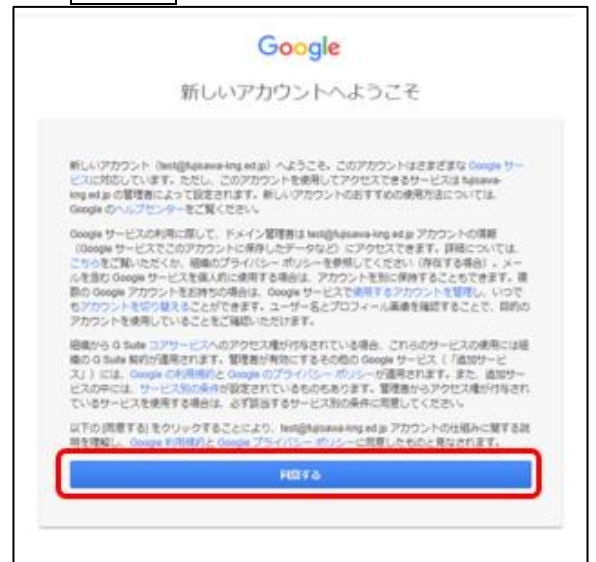 Google
新しいアカウントへようこそ
新しいアカウント（test@fujisawa-kng.ed.jp）へようこそ。このアカウントはさまざまな Google サー
ビスに対応しています。ただし、このアカウントを使用してアクセスできるサービスは fujisawa-
kng.ed.jp の管理者によって設定されます。新しいアカウントのおすすめの使用方法については、
Google のヘルプセンターをご覧ください。
Google サービスの利用に際して、ドメイン管理者は test@fujisawa-kng.ed.jp アカウントの情報
（Google サービスでこのアカウントに保存したデータなど）にアクセスできます。詳細については、
こちらをご覧いただくか、組織のプライバシー ポリシーを参照してください（存在する場合）。メー
ルを含む Google サービスを個人的に使用する場合は、アカウントを別に保持することもできます。複
数の Google アカウントをお持ちの場合は、Google サービスで使用するアカウントを管理し、いつで
もアカウントを切り替えることができます。ユーザー名とプロフィール画像を確認することで、目的の
アカウントを使用していることをご確認いただけます。
組織から G Suite コアサービスへのアクセス権が付与されている場合、これらのサービスの使用には組
織の G Suite 契約が適用されます。管理者が有効にするその他の Google サービス（「追加サービ
ス」）には、Google の利用規約と Google のプライバシー ポリシーが適用されます。また、追加サー
ビスの中には、サービス別の条件が設定されているものもあります。管理者からアクセス権が付与され
ているサービスを使用する場合は、必ず該当するサービス別の条件に同意してください。
以下の [同意する] をクリックすることにより、test@fujisawa-kng.ed.jp アカウントの仕組みに関する説
明を理解し、Google 利用規約と Google プライバシー ポリシーに同意したものと見なされます。
同意する